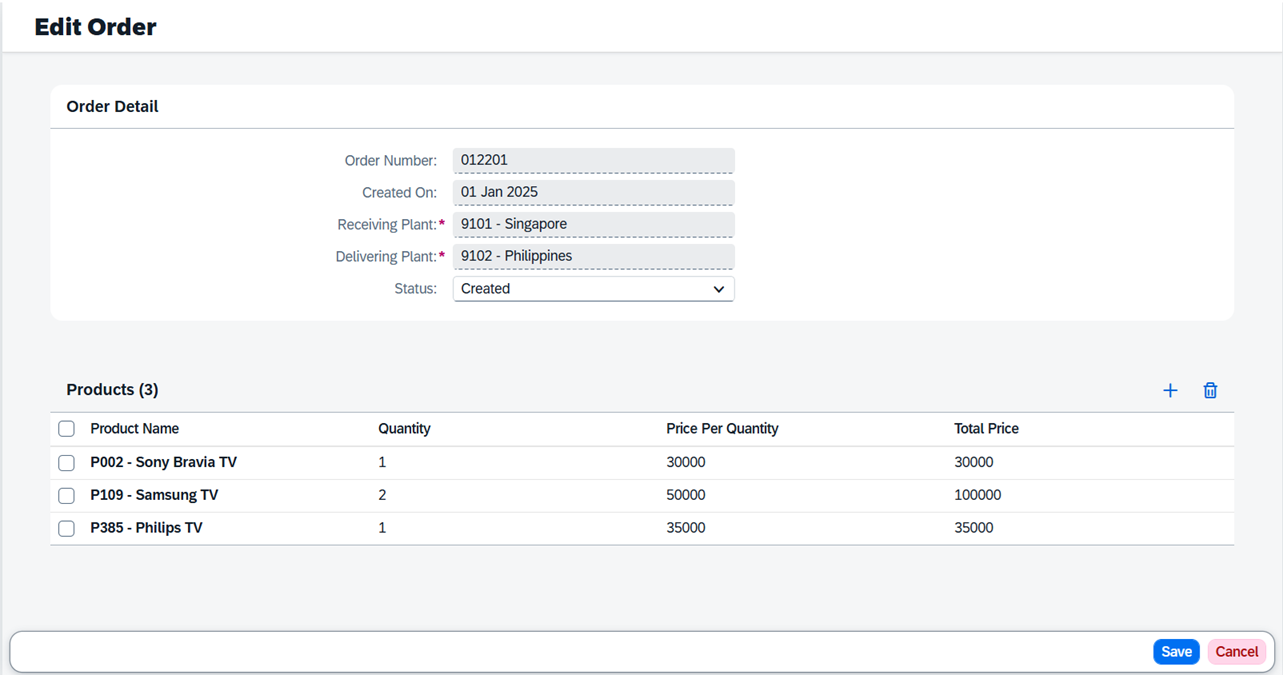 Edit Order
Order Detail
Order Number: 012201
Created On: 01 Jan 2025
Receiving Plant:* 9101 - Singapore
Delivering Plant:* 9102 - Philippines
Status: Created
Products (3)
Product Name Quantity Price Per Quantity Total Price
P002 - Sony Bravia TV 1 30000 30000
P109 - Samsung TV 2 50000 100000
P385 - Philips TV 1 35000 35000
Save Cancel